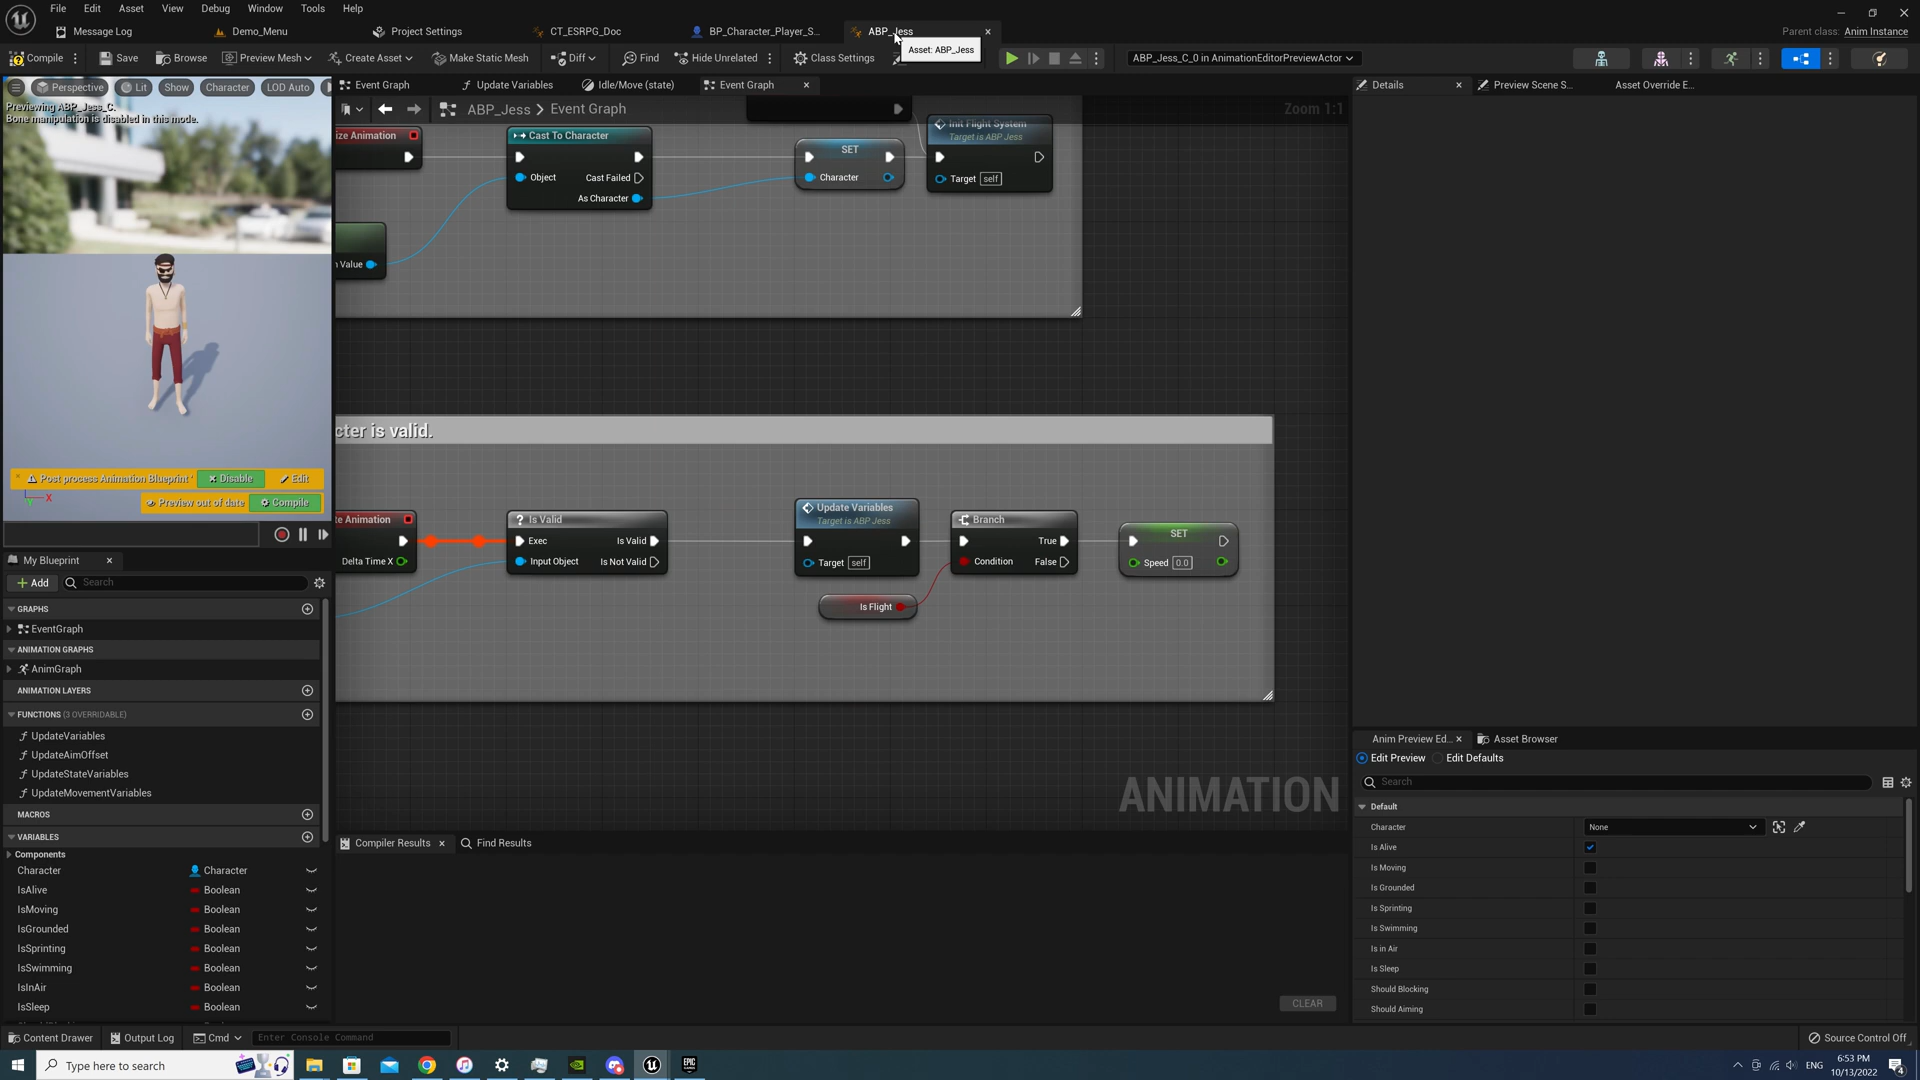 File Edit Asset View Debug Window Tools Help
Message Log Demo_Menu Project Settings CT_ESRPG_Doc BP_Character_Player_S... ABP_Jess
Parent class: Anim Instance
Asset: ABP_Jess
Compile Save Browse Preview Mesh Create Asset Make Static Mesh Diff Find Hide Unrelated Class Settings ABP_Jess_C_0 in AnimationEditorPreviewActor
Perspective Lit Show Character LOD Auto
Previewing ABP_Jess_C.
Bone manipulation is disabled in this mode.
Post process Animation Blueprint ' Disable Edit
Preview out of date Compile
X
Event Graph Update Variables Idle/Move (state) Event Graph
ABP_Jess > Event Graph
Zoom 1:1
ize Animation
Cast To Character
Object Cast Failed
As Character
SET
Character
Init Flight System
Target is ABP Jess
Target self
n Value
cter is valid.
te Animation
Delta Time X
Is Valid
Exec Is Valid
Input Object Is Not Valid
Update Variables
Target is ABP Jess
Target self
Branch
True
Condition False
SET
Speed 0.0
Is Flight
ANIMATION
My Blueprint
Add Search
GRAPHS
EventGraph
ANIMATION GRAPHS
AnimGraph
ANIMATION LAYERS
FUNCTIONS (3 OVERRIDABLE)
UpdateVariables
UpdateAimOffset
UpdateStateVariables
UpdateMovementVariables
MACROS
VARIABLES
Components
Character Character
IsAlive Boolean
IsMoving Boolean
IsGrounded Boolean
IsSprinting Boolean
IsSwimming Boolean
IsInAir Boolean
IsSleep Boolean
Compiler Results Find Results
CLEAR
Details Preview Scene S... Asset Override E...
Anim Preview Ed... Asset Browser
Edit Preview Edit Defaults
Search
Default
Character None
Is Alive
Is Moving
Is Grounded
Is Sprinting
Is Swimming
Is in Air
Is Sleep
Should Blocking
Should Aiming
Content Drawer Output Log Cmd Enter Console Command
Source Control Off
Type here to search
ENG
6:53 PM
10/13/2022
4